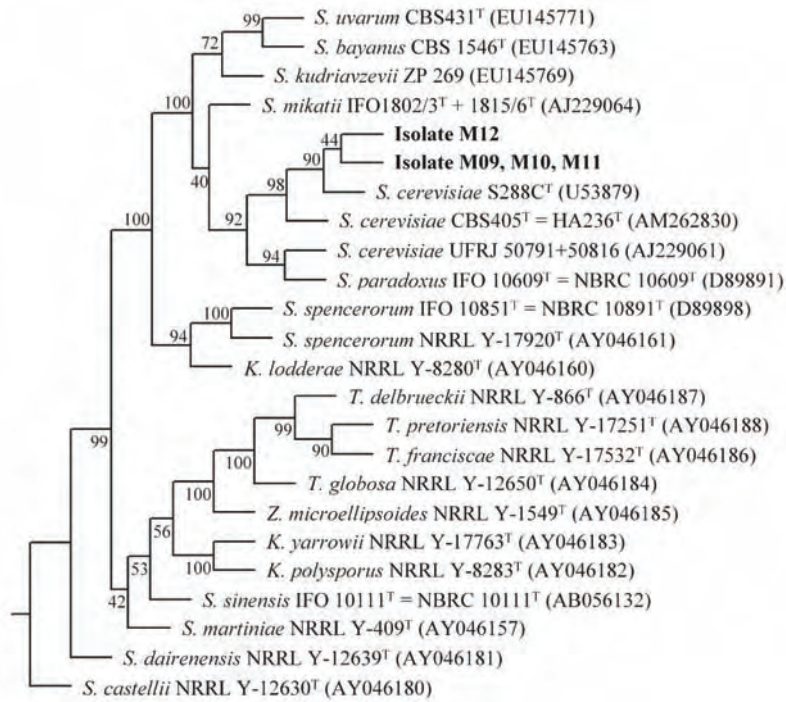 99 S. uvarum CBS431ᵀ (EU145771)
72 S. bayanus CBS 1546ᵀ (EU145763)
S. kudriavzevii ZP 269 (EU145769)
100 S. mikatii IFO1802/3ᵀ + 1815/6ᵀ (AJ229064)
44 Isolate M12
90 Isolate M09, M10, M11
40 98 S. cerevisiae S288Cᵀ (U53879)
100 92 S. cerevisiae CBS405ᵀ = HA236ᵀ (AM262830)
S. cerevisiae UFRJ 50791+50816 (AJ229061)
94 S. paradoxus IFO 10609ᵀ = NBRC 10609ᵀ (D89891)
100 S. spencerorum IFO 10851ᵀ = NBRC 10891ᵀ (D89898)
94 S. spencerorum NRRL Y-17920ᵀ (AY046161)
K. lodderae NRRL Y-8280ᵀ (AY046160)
T. delbrueckii NRRL Y-866ᵀ (AY046187)
99 99 T. pretoriensis NRRL Y-17251ᵀ (AY046188)
90 T. franciscae NRRL Y-17532ᵀ (AY046186)
100 T. globosa NRRL Y-12650ᵀ (AY046184)
100 Z. microellipsoides NRRL Y-1549ᵀ (AY046185)
56 K. yarrowii NRRL Y-17763ᵀ (AY046183)
53 100 K. polysporus NRRL Y-8283ᵀ (AY046182)
42 S. sinensis IFO 10111ᵀ = NBRC 10111ᵀ (AB056132)
S. martiniae NRRL Y-409ᵀ (AY046157)
S. dairenensis NRRL Y-12639ᵀ (AY046181)
S. castellii NRRL Y-12630ᵀ (AY046180)